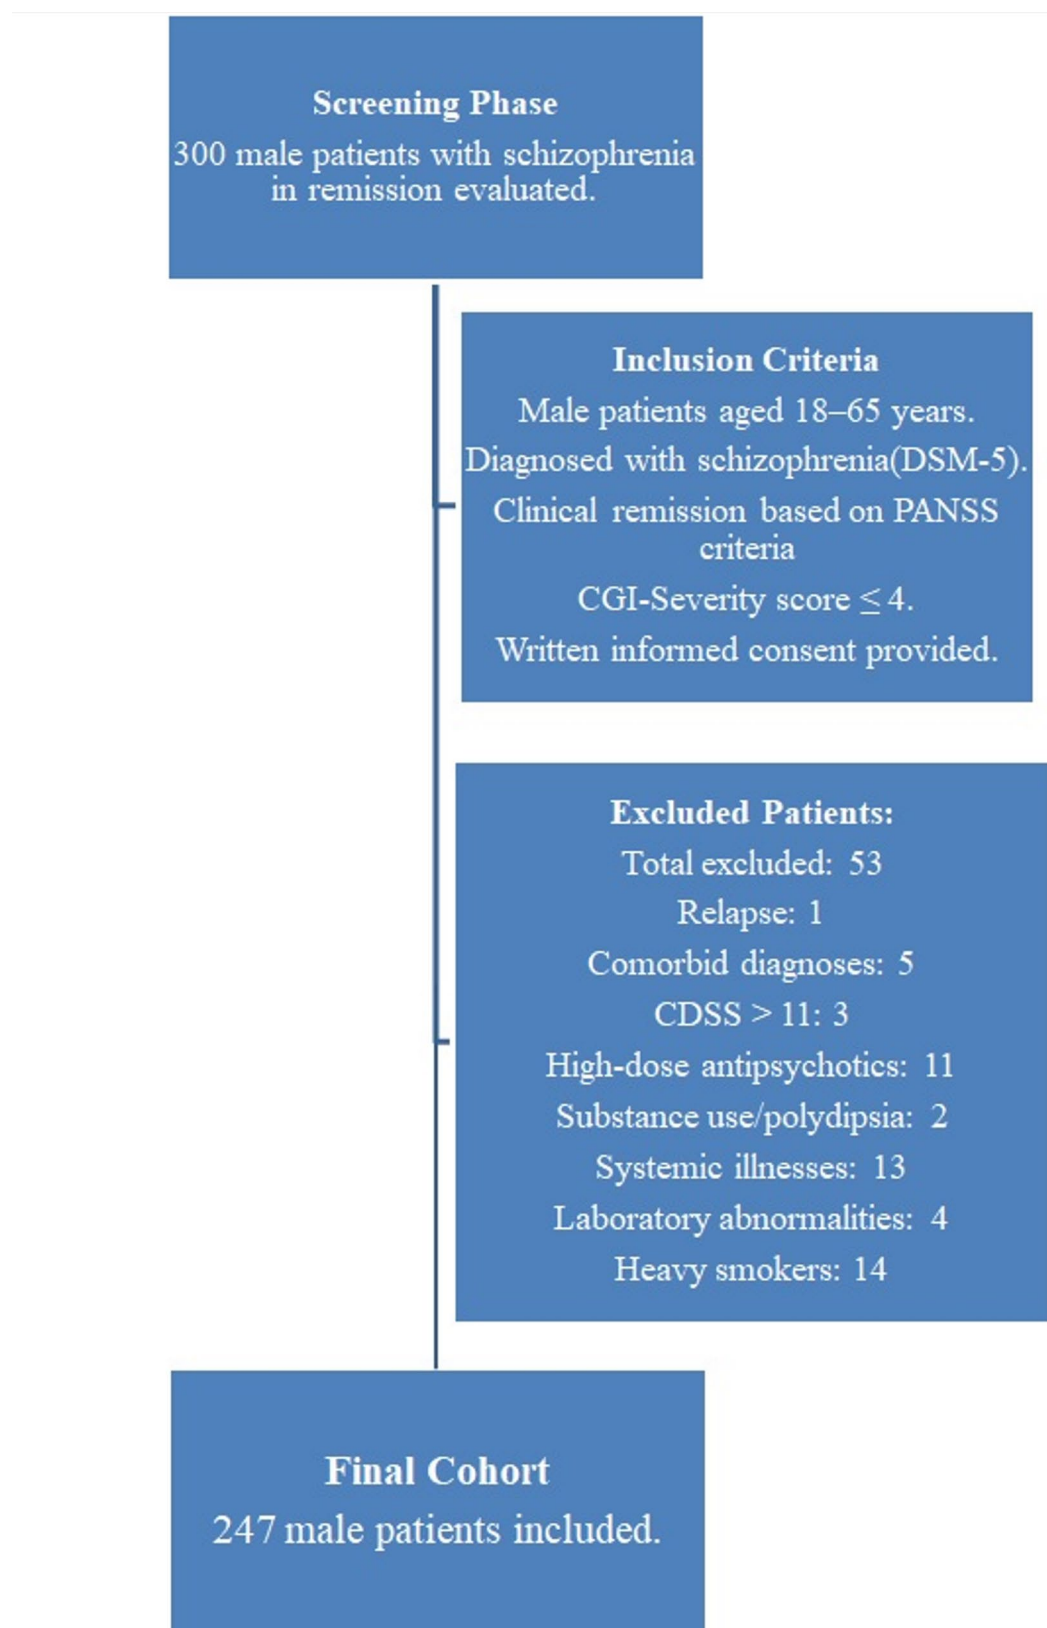 Screening Phase
300 male patients with schizophrenia
in remission evaluated.
Inclusion Criteria
Male patients aged 18–65 years.
Diagnosed with schizophrenia(DSM-5).
Clinical remission based on PANSS
criteria
CGI-Severity score ≤ 4.
Written informed consent provided.
Excluded Patients:
Total excluded: 53
Relapse: 1
Comorbid diagnoses: 5
CDSS > 11: 3
High-dose antipsychotics: 11
Substance use/polydipsia: 2
Systemic illnesses: 13
Laboratory abnormalities: 4
Heavy smokers: 14
Final Cohort
247 male patients included.